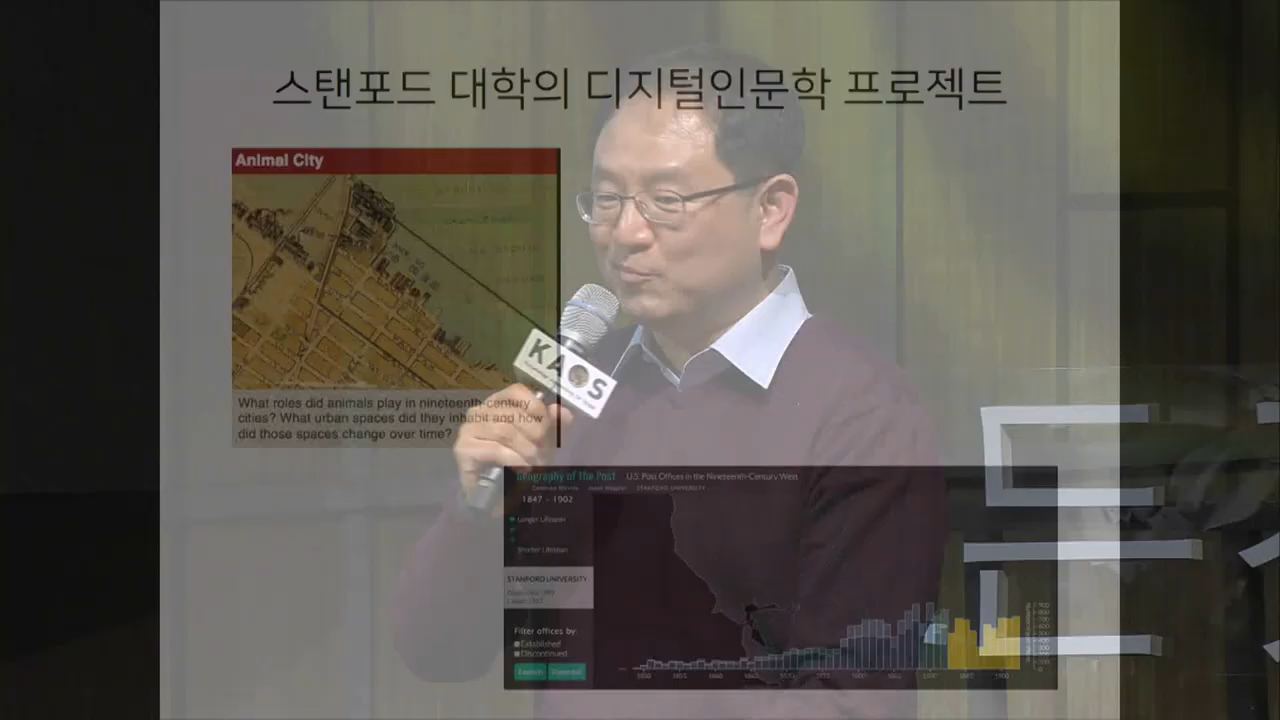 스탠포드 대학의 디지털인문학 프로젝트
Animal City
What roles did animals play in nineteenth-century
cities? What urban spaces did they inhabit and how
did those spaces change over time?
KAOS
Geography of the Post U.S. Post Offices in the Nineteenth-Century West
STANFORD UNIVERSITY
1847 - 1902
Longer Lifespan
Shorter Lifespan
STANFORD UNIVERSITY
Filter offices by:
Established
Discontinued